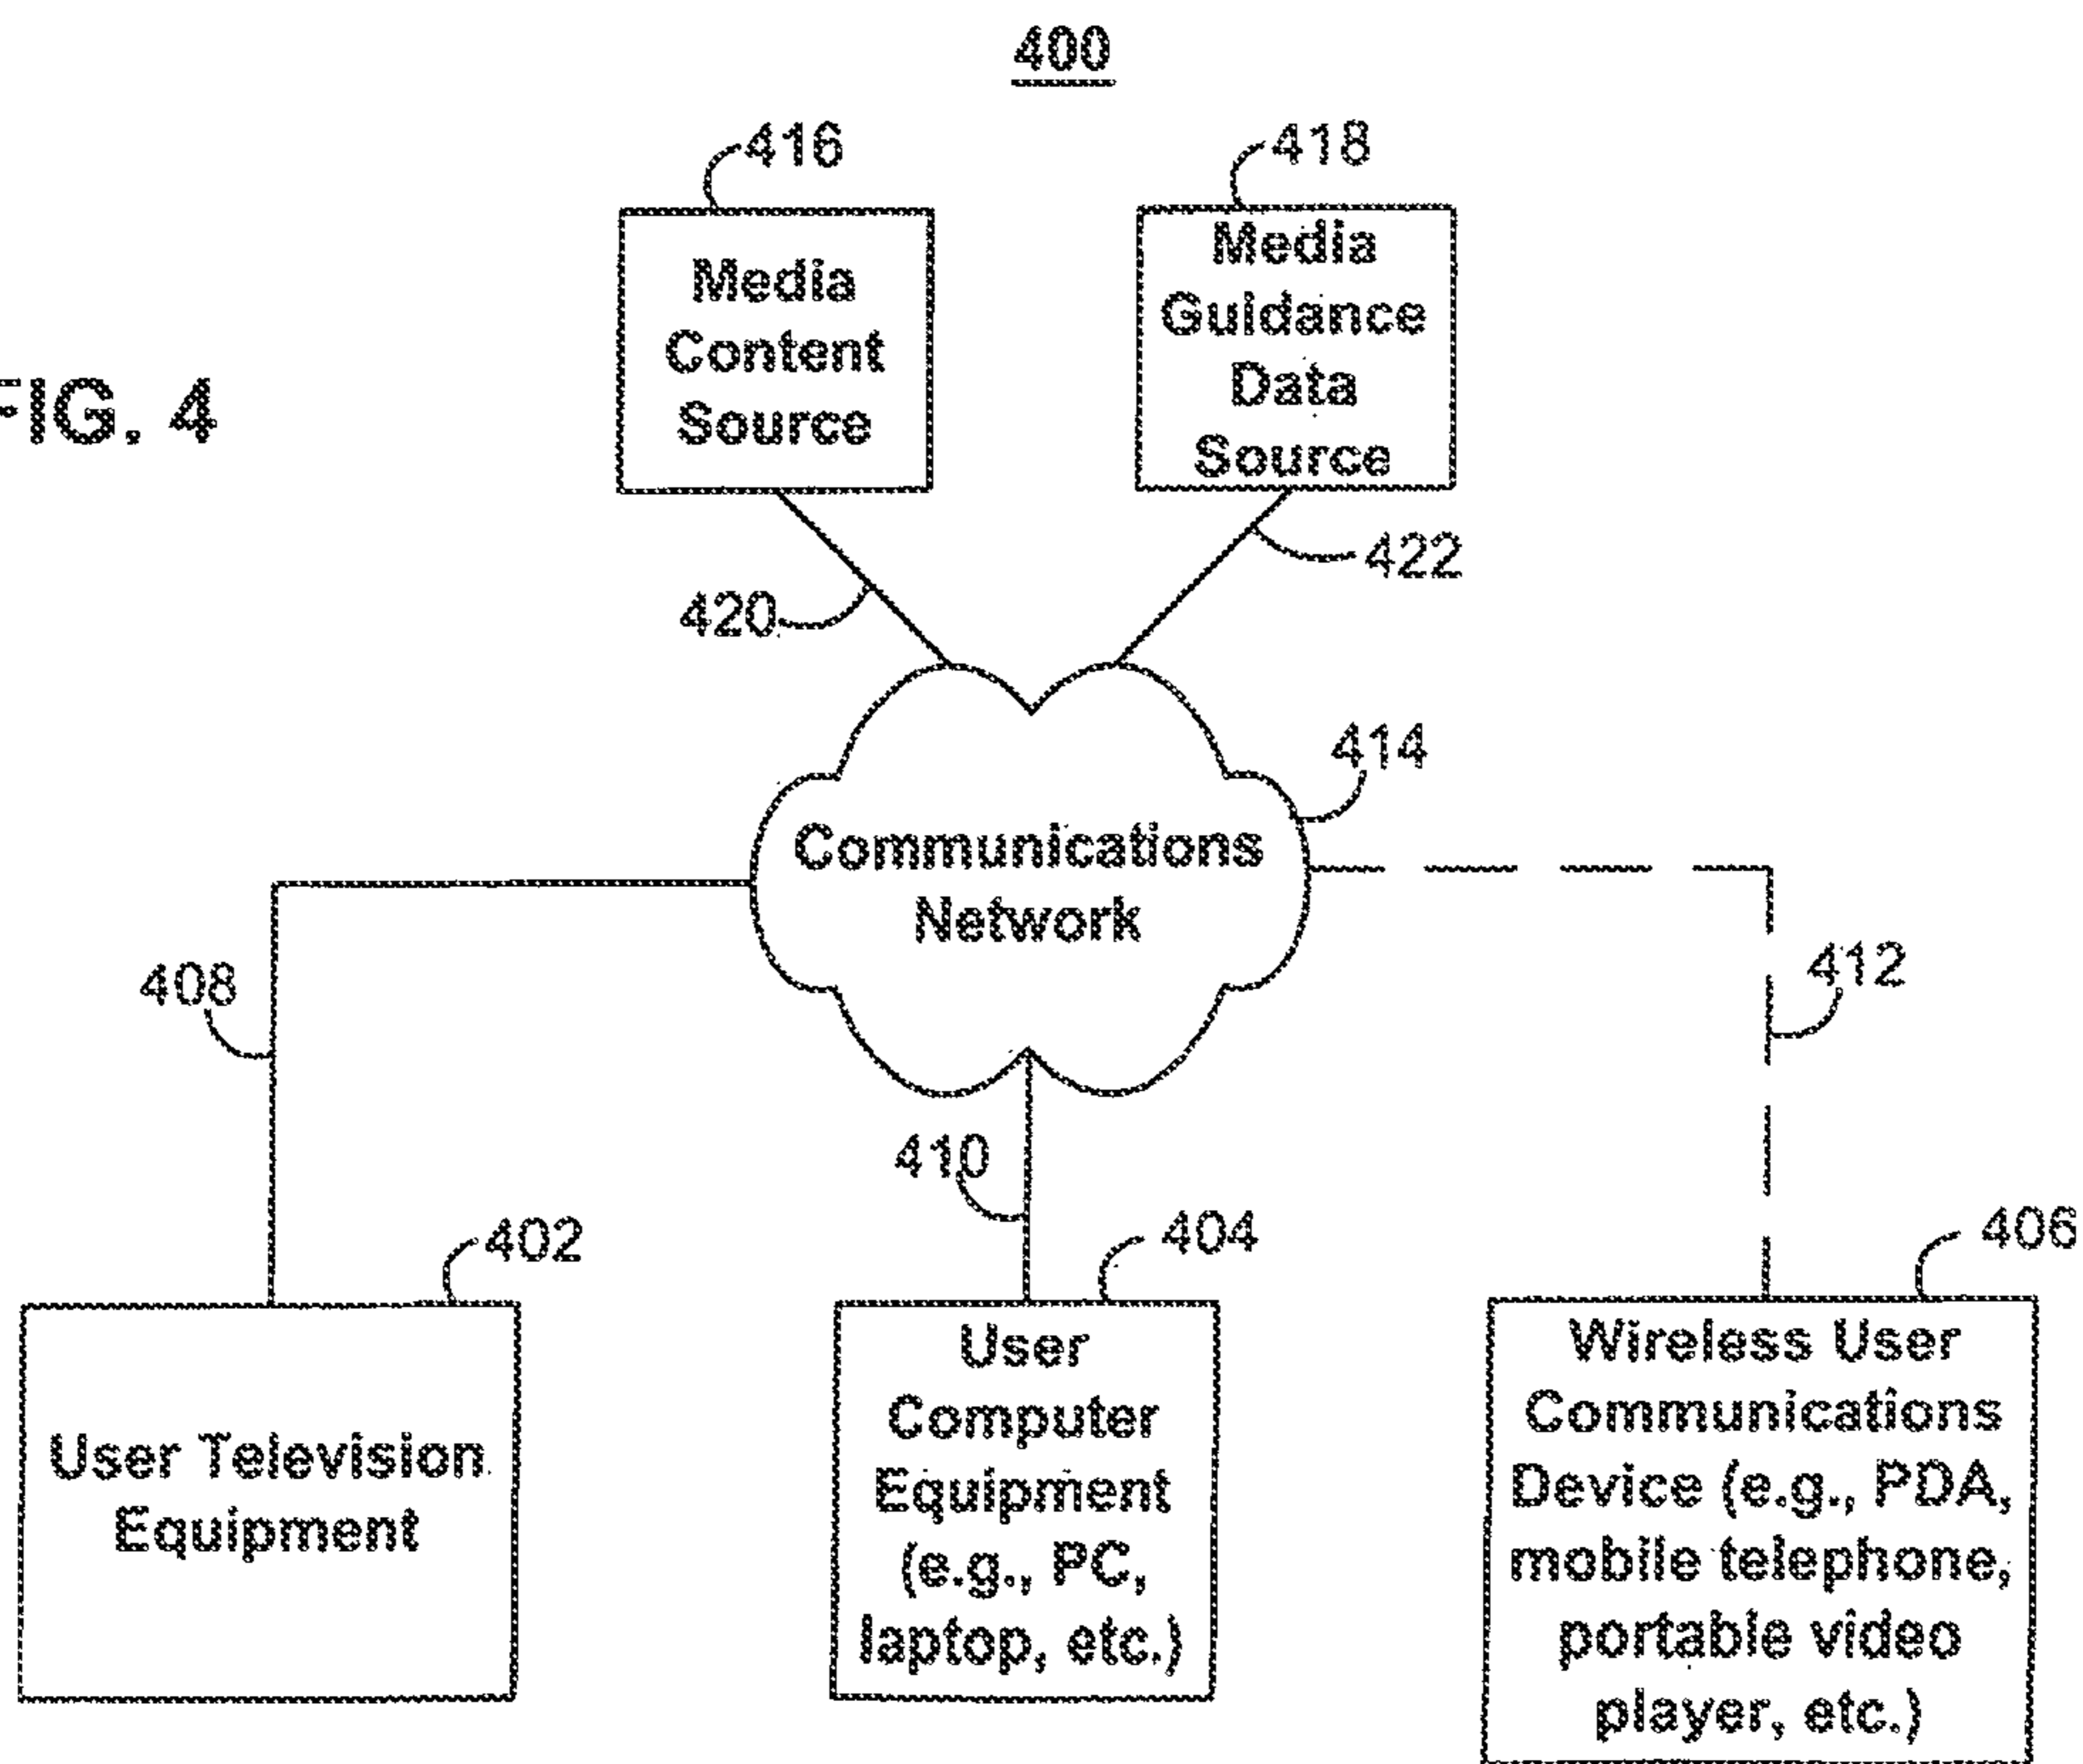 400
416
418
Media
Content
Source
Media
Guidance
Data
Source
FIG. 4
420
422
414
Communications
Network
408
412
410
402
404
406
User Television
Equipment
User
Computer
Equipment
(e.g., PC,
laptop, etc.)
Wireless User
Communications
Device (e.g., PDA,
mobile telephone,
portable video
player, etc.)